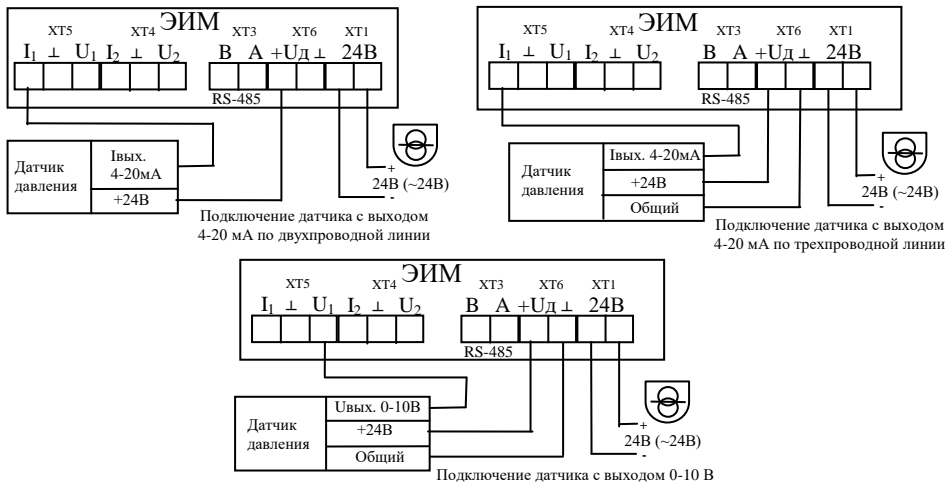 ЭИМ
XT5 XT4 XT3 XT6 XT1
I₁ ⊥ U₁ I₂ ⊥ U₂ B A +Uд ⊥ 24В
RS-485
Датчик
давления
Iвых.
4-20мА
+24В
+
24В (~24В)
-
Подключение датчика с выходом
4-20 мА по двухпроводной линии
ЭИМ
XT5 XT4 XT3 XT6 XT1
I₁ ⊥ U₁ I₂ ⊥ U₂ B A +Uд ⊥ 24В
RS-485
Датчик
давления
Iвых. 4-20мА
+24В
Общий
+
24В (~24В)
-
Подключение датчика с выходом
4-20 мА по трехпроводной линии
ЭИМ
XT5 XT4 XT3 XT6 XT1
I₁ ⊥ U₁ I₂ ⊥ U₂ B A +Uд ⊥ 24В
RS-485
Датчик
давления
Uвых. 0-10В
+24В
Общий
+
24В (~24В)
-
Подключение датчика с выходом 0-10 В